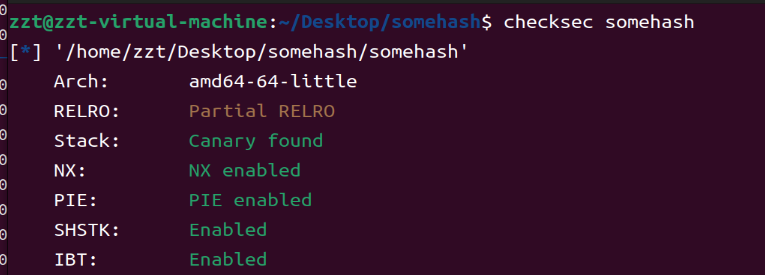 zzt@zzt-virtual-machine:~/Desktop/somehash$ checksec somehash
[*] '/home/zzt/Desktop/somehash/somehash'
Arch: amd64-64-little
RELRO: Partial RELRO
Stack: Canary found
NX: NX enabled
PIE: PIE enabled
SHSTK: Enabled
IBT: Enabled